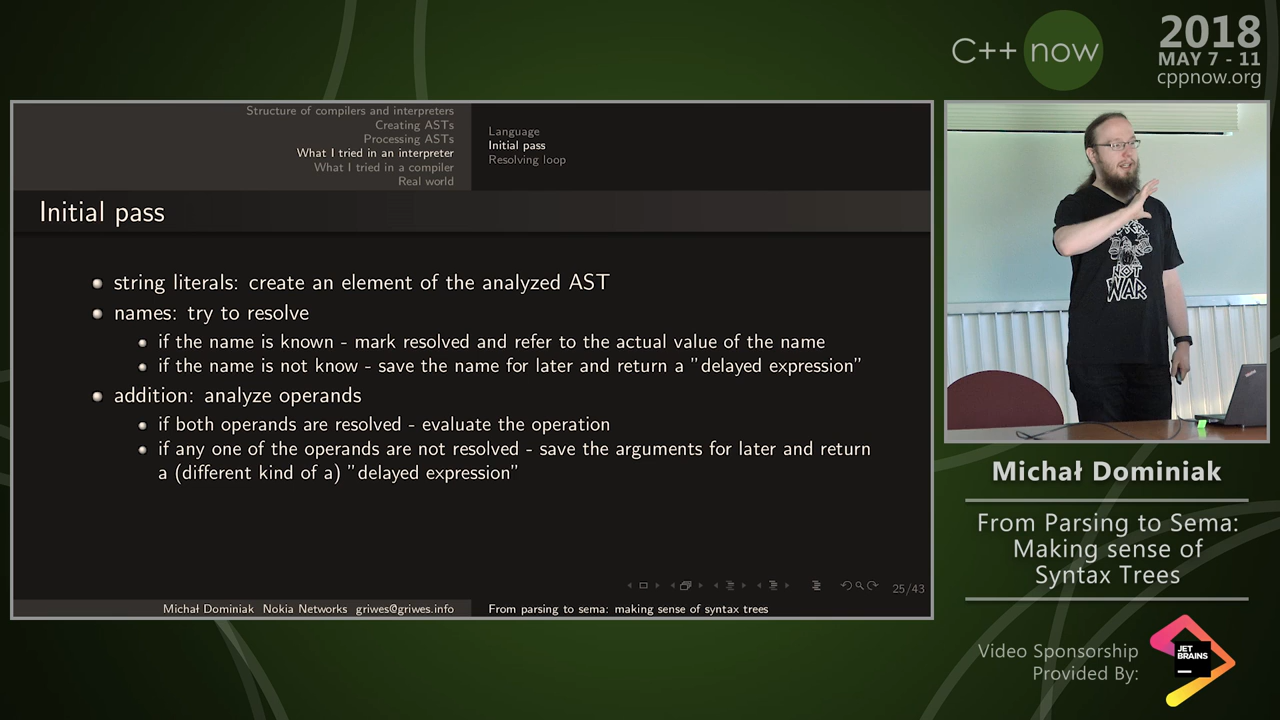 C++ now
2018
MAY 7 - 11
cppnow.org
Structure of compilers and interpreters
Creating ASTs
Processing ASTs
What I tried in an interpreter
What I tried in a compiler
Real world
Language
Initial pass
Resolving loop
Initial pass
string literals: create an element of the analyzed AST
names: try to resolve
if the name is known - mark resolved and refer to the actual value of the name
if the name is not know - save the name for later and return a "delayed expression"
addition: analyze operands
if both operands are resolved - evaluate the operation
if any one of the operands are not resolved - save the arguments for later and return
a (different kind of a) "delayed expression"
25/43
Michał Dominiak Nokia Networks griwes@griwes.info
From parsing to sema: making sense of syntax trees
NOT
WAR
Michał Dominiak
From Parsing to Sema:
Making sense of
Syntax Trees
Video Sponsorship
Provided By:
JET
BRAINS